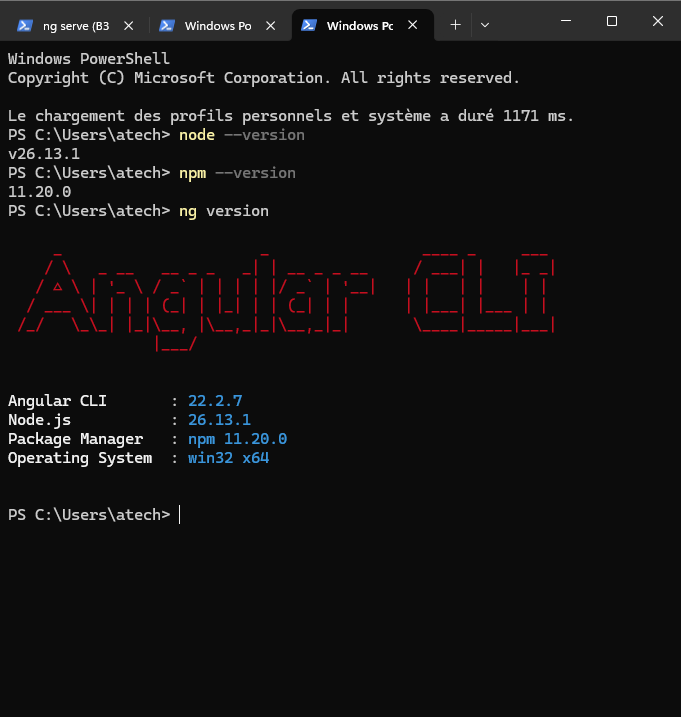 ng serve (B3
Windows Po
Windows Pc
Windows PowerShell
Copyright (C) Microsoft Corporation. All rights reserved.
Le chargement des profils personnels et système a duré 1171 ms.
PS C:\Users\atech> node --version
v26.13.1
PS C:\Users\atech> npm --version
11.20.0
PS C:\Users\atech> ng version
Angular CLI
Angular CLI : 22.2.7
Node.js : 26.13.1
Package Manager : npm 11.20.0
Operating System : win32 x64
PS C:\Users\atech>